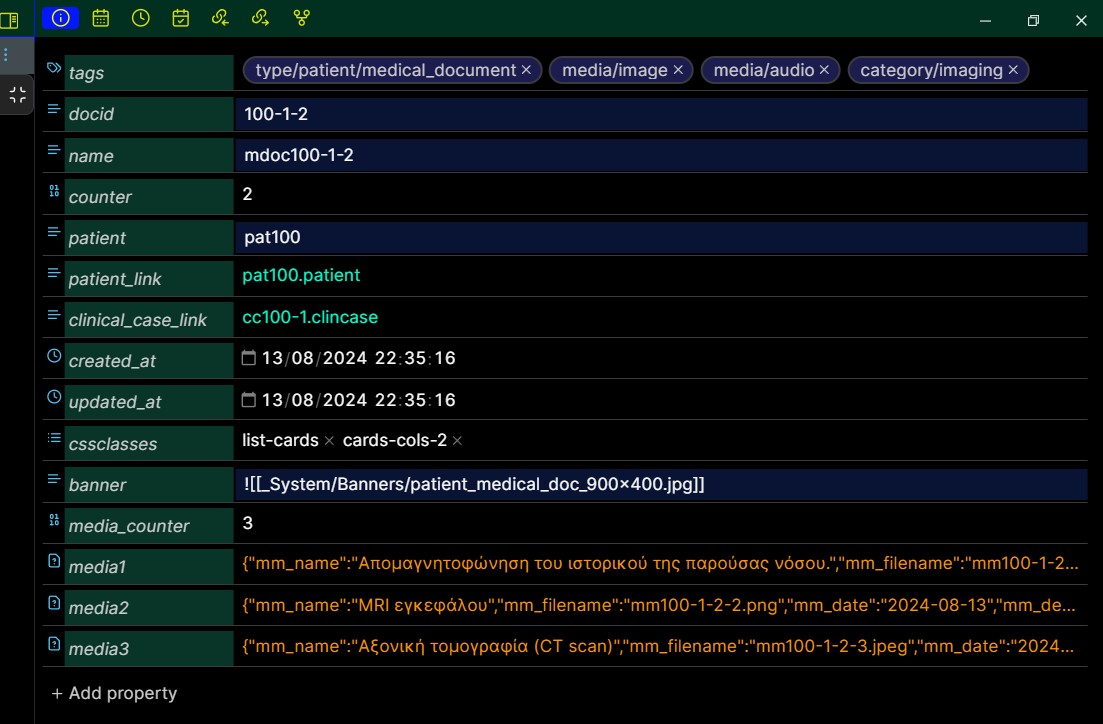 tags type/patient/medical_document × media/image × media/audio × category/imaging ×
docid 100-1-2
name mdoc100-1-2
counter 2
patient pat100
patient_link pat100.patient
clinical_case_link cc100-1.clincase
created_at 13/08/2024 22:35:16
updated_at 13/08/2024 22:35:16
cssclasses list-cards × cards-cols-2 ×
banner ![[_System/Banners/patient_medical_doc_900×400.jpg]]
media_counter 3
media1 {"mm_name":"Απομαγνητοφώνηση του ιστορικού της παρούσας νόσου.","mm_filename":"mm100-1-2...
media2 {"mm_name":"MRI εγκεφάλου","mm_filename":"mm100-1-2-2.png","mm_date":"2024-08-13","mm_de...
media3 {"mm_name":"Αξονική τομογραφία (CT scan)","mm_filename":"mm100-1-2-3.jpeg","mm_date":"2024...
+ Add property